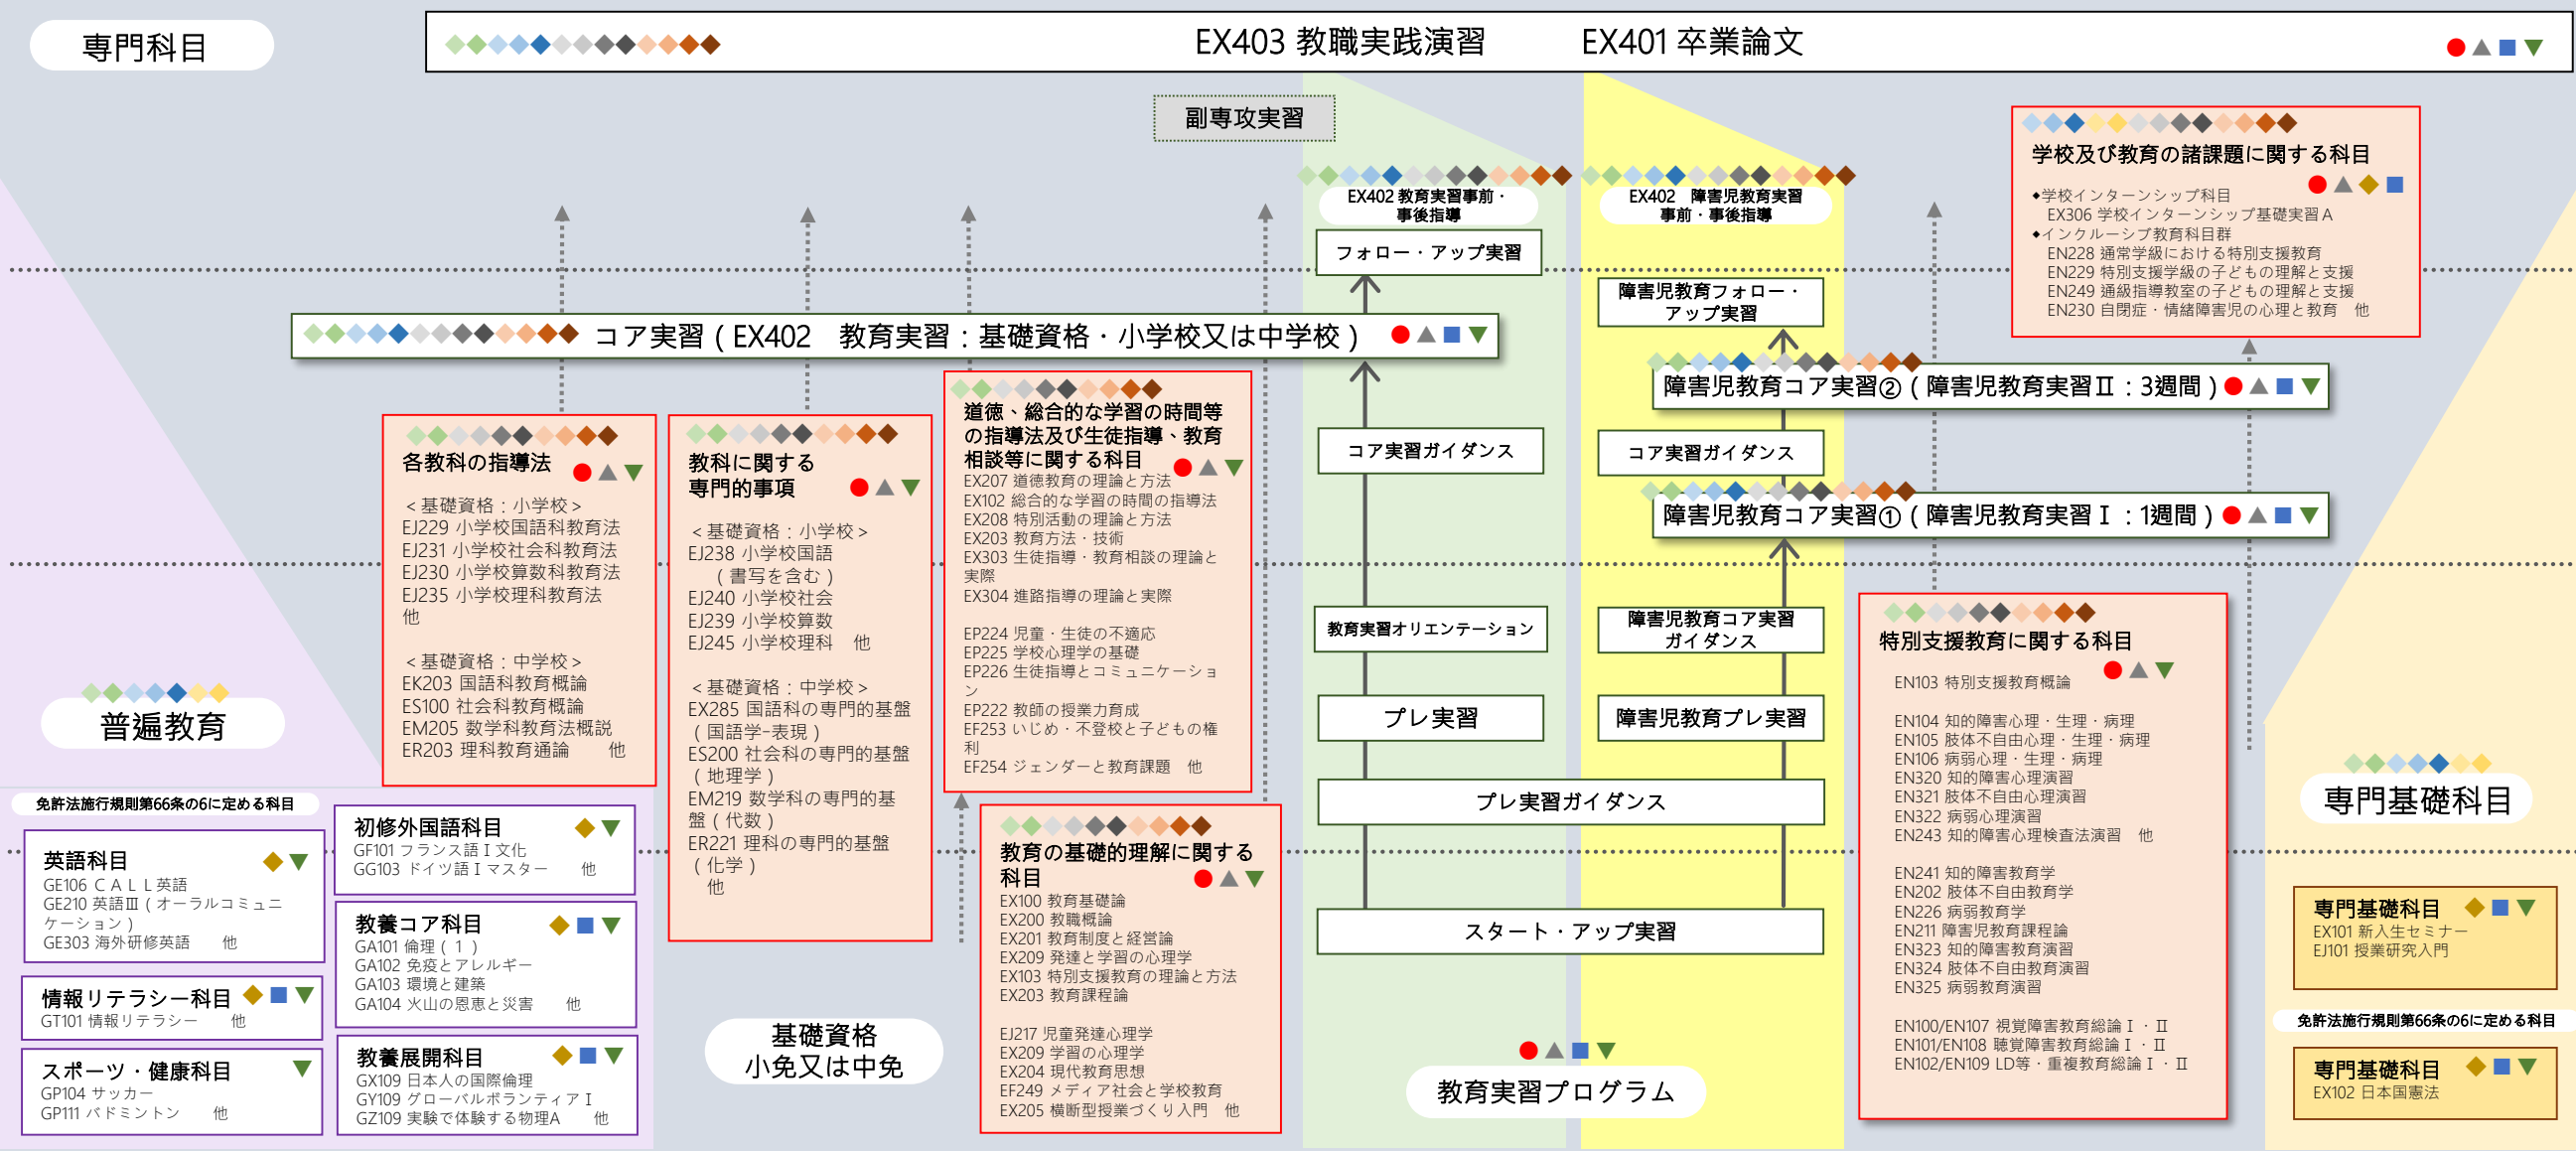 専門科目
EX403 教職実践演習　　　EX401 卒業論文
副専攻実習
EX402 教育実習事前・
事後指導
EX402　障害児教育実習
事前・事後指導
フォロー・アップ実習
障害児教育フォロー・
アップ実習
学校及び教育の諸課題に関する科目
◆学校インターンシップ科目
EX306 学校インターンシップ基礎実習Ａ
◆インクルーシブ教育科目群
EN228 通常学級における特別支援教育
EN229 特別支援学級の子どもの理解と支援
EN249 通級指導教室の子どもの理解と支援
EN230 自閉症・情緒障害児の心理と教育　他
コア実習（EX402　教育実習：基礎資格・小学校又は中学校）
障害児教育コア実習②（障害児教育実習Ⅱ：3週間）
コア実習ガイダンス
コア実習ガイダンス
障害児教育コア実習①（障害児教育実習Ⅰ：1週間）
各教科の指導法
＜基礎資格：小学校＞
EJ229 小学校国語科教育法
EJ231 小学校社会科教育法
EJ230 小学校算数科教育法
EJ235 小学校理科教育法
他
＜基礎資格：中学校＞
EK203 国語科教育概論
ES100 社会科教育概論
EM205 数学科教育法概説
ER203 理科教育通論　　他
教科に関する
専門的事項
＜基礎資格：小学校＞
EJ238 小学校国語
（書写を含む）
EJ240 小学校社会
EJ239 小学校算数
EJ245 小学校理科　他
＜基礎資格：中学校＞
EX285 国語科の専門的基盤
（国語学-表現）
ES200 社会科の専門的基盤
（地理学）
EM219 数学科の専門的基
盤（代数）
ER221 理科の専門的基盤
（化学）
他
道徳、総合的な学習の時間等
の指導法及び生徒指導、教育
相談等に関する科目
EX207 道徳教育の理論と方法
EX102 総合的な学習の時間の指導法
EX208 特別活動の理論と方法
EX203 教育方法・技術
EX303 生徒指導・教育相談の理論と
実際
EX304 進路指導の理論と実際
EP224 児童・生徒の不適応
EP225 学校心理学の基礎
EP226 生徒指導とコミュニケーショ
ン
EP222 教師の授業力育成
EF253 いじめ・不登校と子どもの権
利
EF254 ジェンダーと教育課題　他
教育実習オリエンテーション
障害児教育コア実習
ガイダンス
プレ実習
障害児教育プレ実習
プレ実習ガイダンス
スタート・アップ実習
教育実習プログラム
特別支援教育に関する科目
EN103 特別支援教育概論
EN104 知的障害心理・生理・病理
EN105 肢体不自由心理・生理・病理
EN106 病弱心理・生理・病理
EN320 知的障害心理演習
EN321 肢体不自由心理演習
EN322 病弱心理演習
EN243 知的障害心理検査法演習　他
EN241 知的障害教育学
EN202 肢体不自由教育学
EN226 病弱教育学
EN211 障害児教育課程論
EN323 知的障害教育演習
EN324 肢体不自由教育演習
EN325 病弱教育演習
EN100/EN107 視覚障害教育総論Ⅰ・Ⅱ
EN101/EN108 聴覚障害教育総論Ⅰ・Ⅱ
EN102/EN109 LD等・重複教育総論Ⅰ・Ⅱ
普遍教育
免許法施行規則第66条の6に定める科目
英語科目
GE106 ＣＡＬＬ英語
GE210 英語Ⅲ（オーラルコミュニ
ケーション）
GE303 海外研修英語　　他
情報リテラシー科目
GT101 情報リテラシー　　他
スポーツ・健康科目
GP104 サッカー
GP111 バドミントン　　他
初修外国語科目
GF101 フランス語Ⅰ文化
GG103 ドイツ語Ⅰマスター　　他
教養コア科目
GA101 倫理（１）
GA102 免疫とアレルギー
GA103 環境と建築
GA104 火山の恩恵と災害　　他
教養展開科目
GX109 日本人の国際倫理
GY109 グローバルボランティアⅠ
GZ109 実験で体験する物理A　　他
基礎資格
小免又は中免
教育の基礎的理解に関する
科目
EX100 教育基礎論
EX200 教職概論
EX201 教育制度と経営論
EX209 発達と学習の心理学
EX103 特別支援教育の理論と方法
EX203 教育課程論
EJ217 児童発達心理学
EX209 学習の心理学
EX204 現代教育思想
EF249 メディア社会と学校教育
EX205 横断型授業づくり入門　他
専門基礎科目
専門基礎科目
EX101 新入生セミナー
EJ101 授業研究入門
免許法施行規則第66条の6に定める科目
専門基礎科目
EX102 日本国憲法